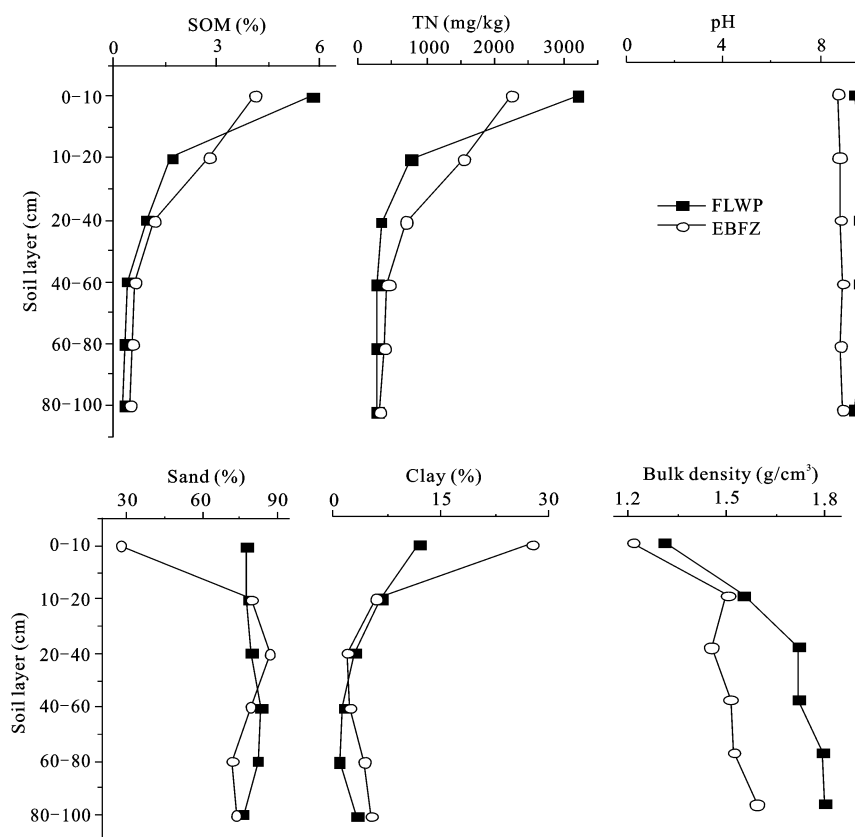 SOM (%)
0 3 6
TN (mg/kg)
0 1000 2000 3000
pH
0 4 8
Soil layer (cm)
0−10
10−20
20−40
40−60
60−80
80−100
FLWP
EBFZ
Sand (%)
30 60 90
Clay (%)
0 15 30
Bulk density (g/cm³)
1.2 1.5 1.8
Soil layer (cm)
0−10
10−20
20−40
40−60
60−80
80−100